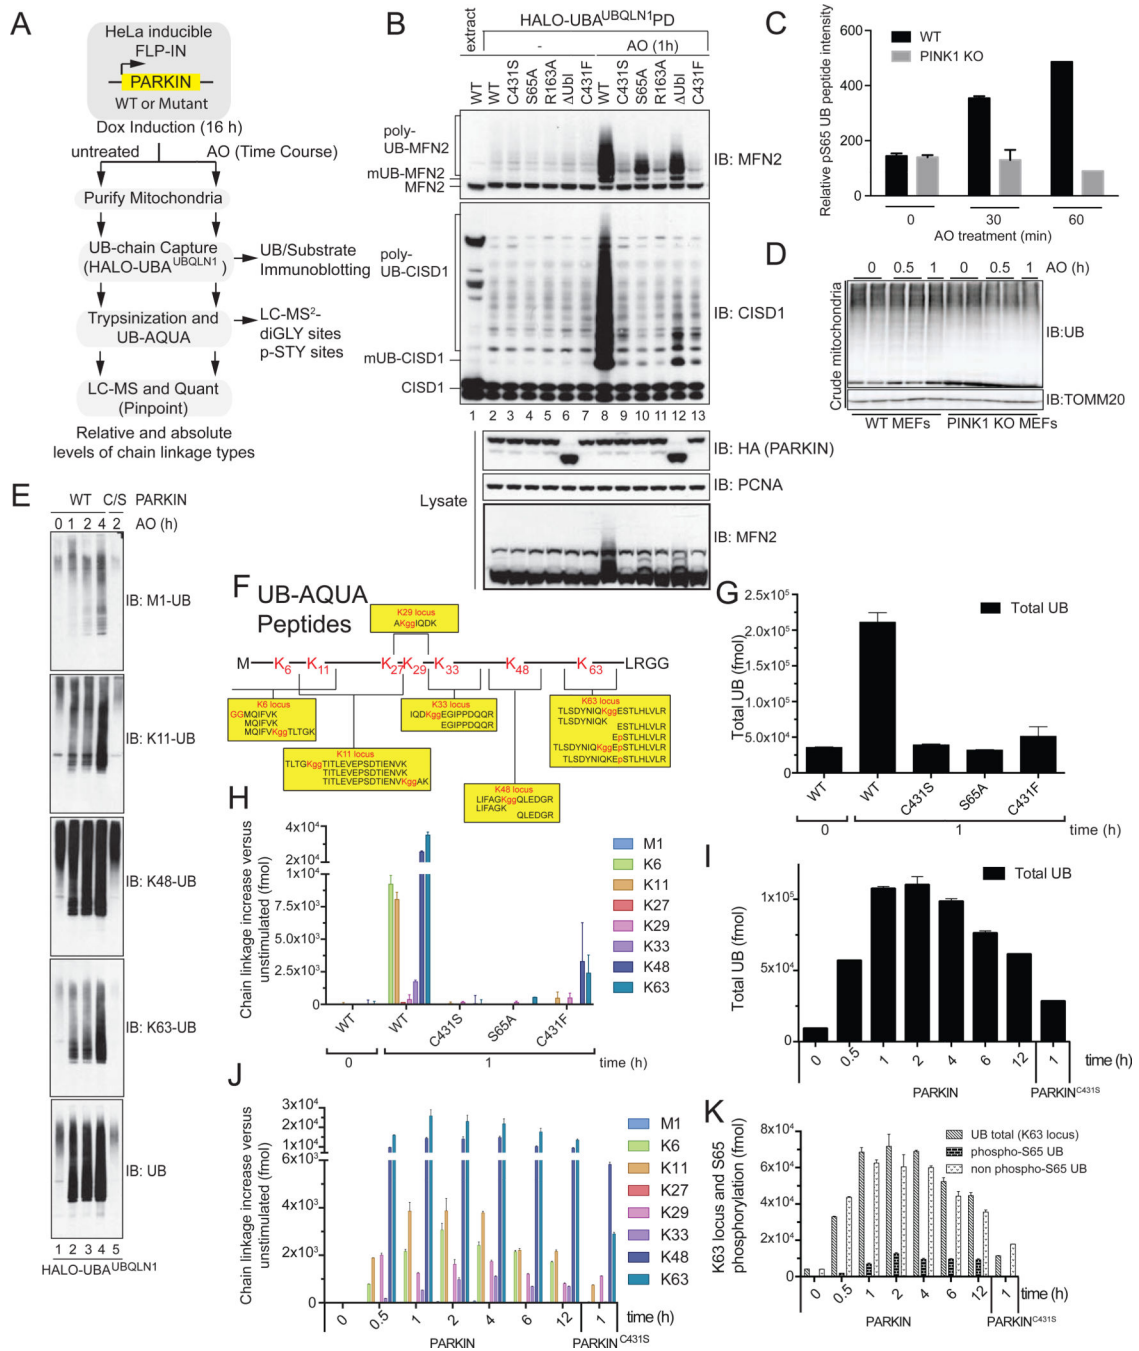 A
HeLa inducible
FLP-IN
PARKIN
WT or Mutant
Dox Induction (16 h)
untreated
AO (Time Course)
Purify Mitochondria
UB-chain Capture
(HALO-UBA^UBQLN1)
UB/Substrate
Immunoblotting
Trypsinization and
UB-AQUA
LC-MS²-
diGLY sites
p-STY sites
LC-MS and Quant
(Pinpoint)
Relative and absolute
levels of chain linkage types
B
HALO-UBA^UBQLN1PD
extract
-
AO (1h)
WT WT C431S S65A R163A ΔUbl C431F WT C431S S65A R163A ΔUbl C431F
poly-
UB-MFN2
mUB-MFN2
MFN2
IB: MFN2
poly-
UB-CISD1
mUB-CISD1
CISD1
IB: CISD1
1 2 3 4 5 6 7 8 9 10 11 12 13
Lysate
IB: HA (PARKIN)
IB: PCNA
IB: MFN2
C
Relative pS65 UB peptide intensity
600
400
200
0
WT
PINK1 KO
0 30 60
AO treatment (min)
D
0 0.5 1 0 0.5 1 AO (h)
Crude mitochondria
IB:UB
IB:TOMM20
WT MEFs PINK1 KO MEFs
E
WT C/S PARKIN
0 1 2 4 2 AO (h)
IB: M1-UB
IB: K11-UB
IB: K48-UB
IB: K63-UB
IB: UB
1 2 3 4 5
HALO-UBA^UBQLN1
F
UB-AQUA
Peptides
K29 locus
AKggIQDK
M K6 K11 K27 K29 K33 K48 K63 LRGG
K6 locus
GGMQIFVK
MQIFVK
MQIFVKggTLTGK
K11 locus
TLTGKggTITLEVEPSDTIENVK
TITLEVEPSDTIENVK
TITLEVEPSDTIENVKggAK
K33 locus
IQDKggEGIPPDQQR
EGIPPDQQR
K48 locus
LIFAGKggQLEDGR
LIFAGK
QLEDGR
K63 locus
TLSDYNIQKggESTLHLVLR
TLSDYNIQK
ESTLHLVLR
EpSTLHLVLR
TLSDYNIQKggEpSTLHLVLR
TLSDYNIQKEpSTLHLVLR
G
Total UB (fmol)
2.5x10⁵
2.0x10⁵
1.5x10⁵
1.0x10⁵
5.0x10⁴
0
Total UB
WT WT C431S S65A C431F
0 1 time (h)
H
Chain linkage increase versus
unstimulated (fmol)
4x10⁴
2x10⁴
7.5x10³
5.0x10³
2.5x10³
0
M1
K6
K11
K27
K29
K33
K48
K63
WT WT C431S S65A C431F
0 1 time (h)
I
Total UB (fmol)
1x10⁵
5x10⁴
0
Total UB
0 0.5 1 2 4 6 12 1 time (h)
PARKIN PARKIN^C431S
J
Chain linkage increase versus
unstimulated (fmol)
3x10⁴
2x10⁴
1x10⁴
6x10³
4x10³
2x10³
0
M1
K6
K11
K27
K29
K33
K48
K63
0 0.5 1 2 4 6 12 1 time (h)
PARKIN PARKIN^C431S
K
K63 locus and S65
phosphorylation (fmol)
8x10⁴
6x10⁴
4x10⁴
2x10⁴
0
UB total (K63 locus)
phospho-S65 UB
non phospho-S65 UB
0 0.5 1 2 4 6 12 1 time (h)
PARKIN PARKIN^C431S